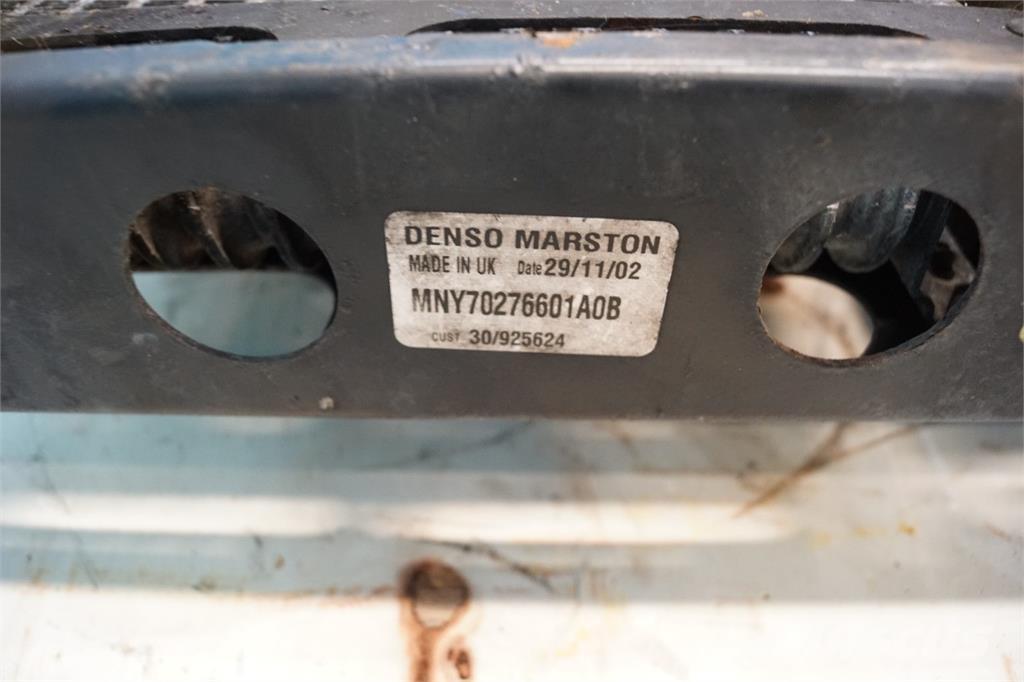 DENSO MARSTON
MADE IN UK Date 29/11/02
MNY70276601A0B
CUST 30/925624